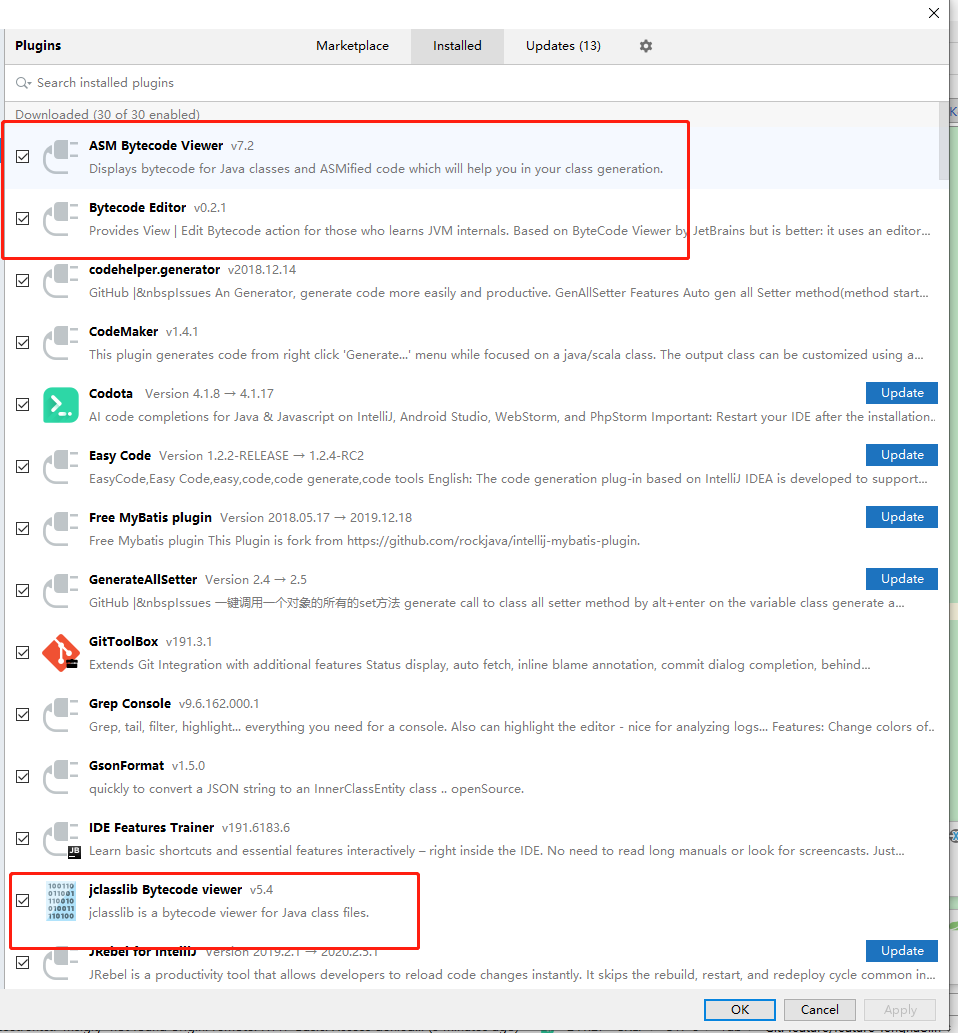 Plugins
Marketplace
Installed
Updates (13)
Search installed plugins
Downloaded (30 of 30 enabled)
ASM Bytecode Viewer v7.2
Displays bytecode for Java classes and ASMified code which will help you in your class generation.
Bytecode Editor v0.2.1
Provides View | Edit Bytecode action for those who learns JVM internals. Based on ByteCode Viewer by JetBrains but is better: it uses an editor...
codehelper.generator v2018.12.14
GitHub |&nbspIssues An Generator, generate code more easily and productive. GenAllSetter Features Auto gen all Setter method(method start...
CodeMaker v1.4.1
This plugin generates code from right click 'Generate...' menu while focused on a java/scala class. The output class can be customized using a...
Codota Version 4.1.8 → 4.1.17
Update
AI code completions for Java & Javascript on IntelliJ, Android Studio, WebStorm, and PhpStorm Important: Restart your IDE after the installation..
Easy Code Version 1.2.2-RELEASE → 1.2.4-RC2
Update
EasyCode,Easy Code,easy,code,code generate,code tools English: The code generation plug-in based on IntelliJ IDEA is developed to support...
Free MyBatis plugin Version 2018.05.17 → 2019.12.18
Update
Free Mybatis plugin This Plugin is fork from https://github.com/rockjava/intellij-mybatis-plugin.
GenerateAllSetter Version 2.4 → 2.5
Update
GitHub |&nbspIssues 一键调用一个对象的所有的set方法 generate call to class all setter method by alt+enter on the variable class generate a...
GitToolBox v191.3.1
Extends Git Integration with additional features Status display, auto fetch, inline blame annotation, commit dialog completion, behind...
Grep Console v9.6.162.000.1
Grep, tail, filter, highlight... everything you need for a console. Also can highlight the editor - nice for analyzing logs... Features: Change colors of..
GsonFormat v1.5.0
quickly to convert a JSON string to an InnerClassEntity class .. openSource.
IDE Features Trainer v191.6183.6
JB
Learn basic shortcuts and essential features interactively – right inside the IDE. No need to read long manuals or look for screencasts. Just...
jclasslib Bytecode viewer v5.4
jclasslib is a bytecode viewer for Java class files.
JRebel for IntelliJ Version 2019.2.1 → 2020.2.5.1
Update
JRebel is a productivity tool that allows developers to reload code changes instantly. It skips the rebuild, restart, and redeploy cycle common in...
OK
Cancel
Apply